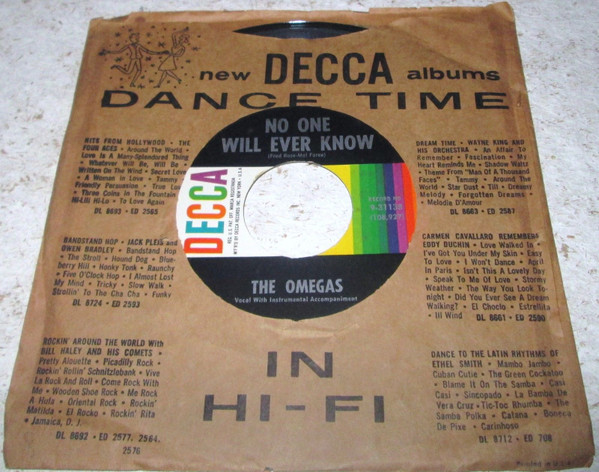 new DECCA albums
DANCE TIME
HITS FROM HOLLYWOOD - THE
FOUR ACES • Around The World •
Love Is A Many-Splendored Thing
• Whatever Will Be, Will Be •
Written On The Wind • Secret Love
• A Woman In Love • Tammy
Friendly Persuasion • True Love
• Three Coins In The Fountain
Hi-Lili Hi-Lo • To Love Again
DL 8693 - ED 2563
BANDSTAND HOP - JACK PLEIS and
OWEN BRADLEY • Bandstand Hop
The Stroll • Hound Dog • Blue-
berry Hill • Honky Tonk • Raunchy
• Five O'Clock Hop • I Almost Lost
My Mind • Tricky • Slow Walk •
Strollin' To The Cha Cha • Funky
DL 8724 - ED 2593
ROCKIN' AROUND THE WORLD With
BILL HALEY AND HIS COMETS •
Pretty Alouette • Picadilly Rock •
Rockin' Rollin' Schnitzlebank • Vive
La Rock And Roll • Come Rock With
Me • Wooden Shoe Rock • Me Rock
A Hula • Oriental Rock • Rockin'
Matilda • El Rocko • Rockin' Rita
• Jamaica, D. J.
DL 8692 - ED 2577, 2564,
2576
NO ONE
WILL EVER KNOW
(Fred Rose-Mel Foree)
DECCA
RECORD NO.
9-31138
THE OMEGAS
Vocal With Instrumental Accompaniment
IN
HI-FI
DREAM TIME - WAYNE KING AND
HIS ORCHESTRA • An Affair To
Remember • Fascination • My
Heart Reminds Me • Shadow Waltz
• Theme From "Man Of A Thousand
Faces" • Tammy • Around The
World • Star Dust • Till • Dreamy
Melody • Forgotten Dreams •
Melodia D'Amour
DL 8663 - ED 2587
CARMEN CAVALLARO REMEMBERS
EDDY DUCHIN • Love Walked In •
I've Got You Under My Skin • Easy
To Love • I Won't Dance • April
In Paris • Isn't This A Lovely Day
• Speak To Me Of Love • Stormy
Weather • The Way You Look To-
night • Did You Ever See A Dream
Walking? • El Choclo • Estrellita
• Ill Wind
DL 8661 - ED 2590
DANCE TO THE LATIN RHYTHMS OF
ETHEL SMITH • Mambo Jambo •
Cuban Cutie • The Green Cockatoo
• Blame It On The Samba • Casi
Casi • Sincopado • La Bamba De
Vera Cruz • Tic-Toc Rhumba • The
Samba Polka • Catana • Boneca
De Pixe • Carinhoso
DL 8712 - ED 708